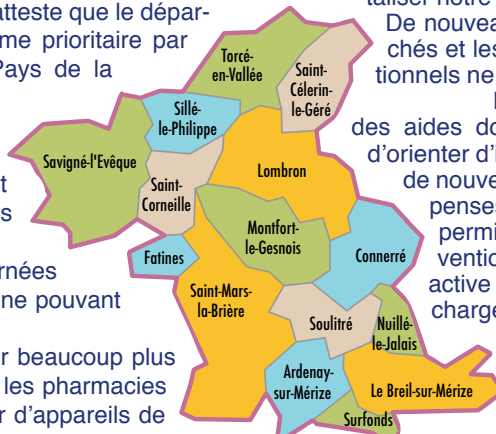 atteste que le dépar-
me prioritaire par
Pays de la
t
s
rnées
ne pouvant
r beaucoup plus
les pharmacies
r d'appareils de
Torcé-
en-Vallée
Saint-
Célerin-
le-Géré
Sillé-
le-Philippe
Savigné-l'Evêque
Saint-
Corneille
Lombron
Montfort-
le-Gesnois
Fatines
Connerré
Saint-Mars-
la-Brière
Soulitré
Nuillé-
le-Jalais
Ardenay-
sur-Mérize
Le Breil-sur-Mérize
Surfonds
taliser notre
De nouvea
chés et les
tionnels ne
des aides do
d'orienter d'i
de nouve
penses
permi
ventio
active
charge